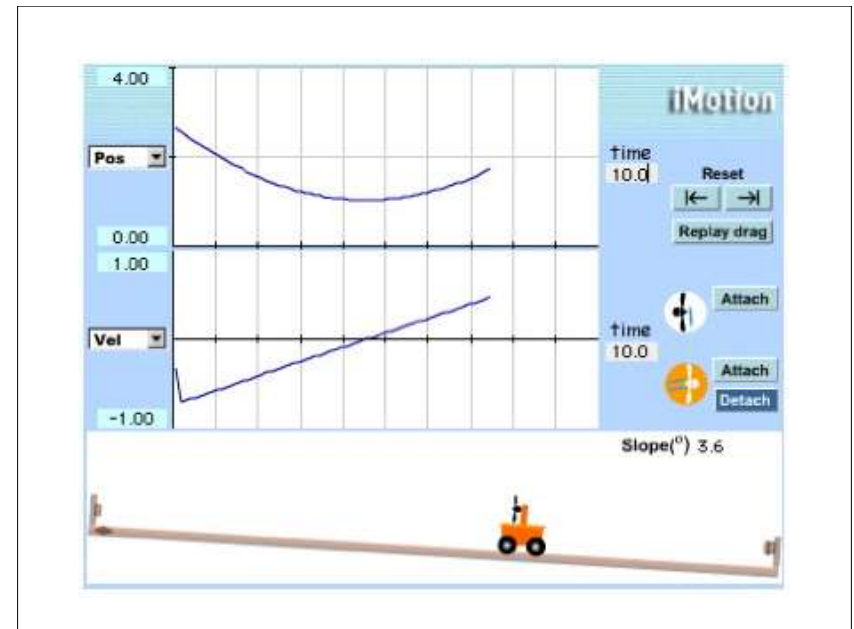 4.00
iMotion
Pos
time
10.0
Reset
Replay drag
0.00
1.00
Attach
Vel
time
10.0
Attach
Detach
-1.00
Slope(°) 3.6